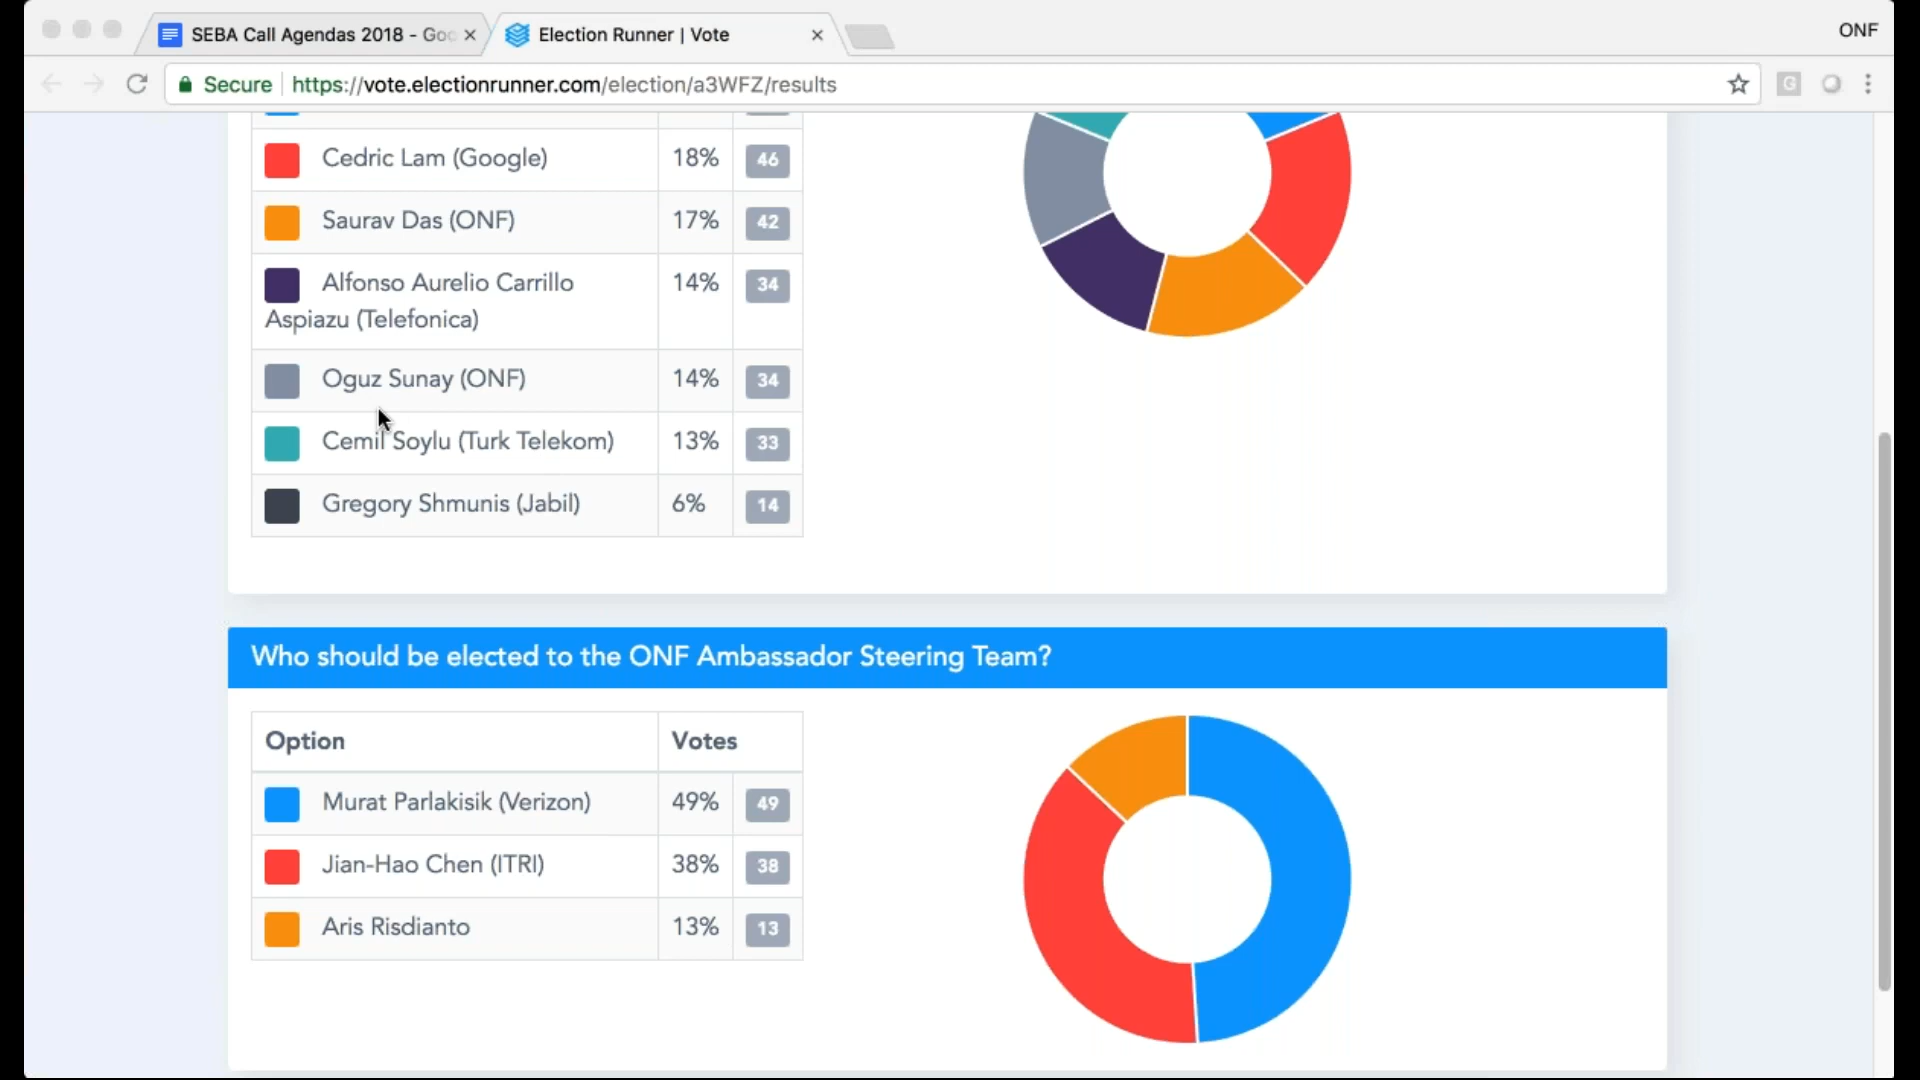 SEBA Call Agendas 2018 - Goo
Election Runner | Vote
ONF
Secure
https://vote.electionrunner.com/election/a3WFZ/results
Cedric Lam (Google) 18% 46
Saurav Das (ONF) 17% 42
Alfonso Aurelio Carrillo 14% 34
Aspiazu (Telefonica)
Oguz Sunay (ONF) 14% 34
Cemil Soylu (Turk Telekom) 13% 33
Gregory Shmunis (Jabil) 6% 14
Who should be elected to the ONF Ambassador Steering Team?
Option Votes
Murat Parlakisik (Verizon) 49% 49
Jian-Hao Chen (ITRI) 38% 38
Aris Risdianto 13% 13